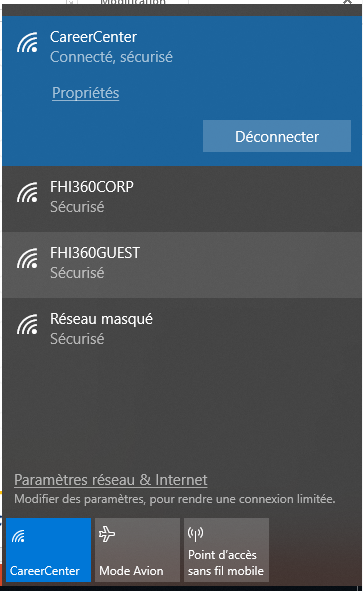 Modification
CareerCenter
Connecté, sécurisé
Propriétés
Déconnecter
FHI360CORP
Sécurisé
FHI360GUEST
Sécurisé
Réseau masqué
Sécurisé
Paramètres réseau & Internet
Modifier des paramètres, pour rendre une connexion limitée.
CareerCenter
Mode Avion
Point d'accès
sans fil mobile